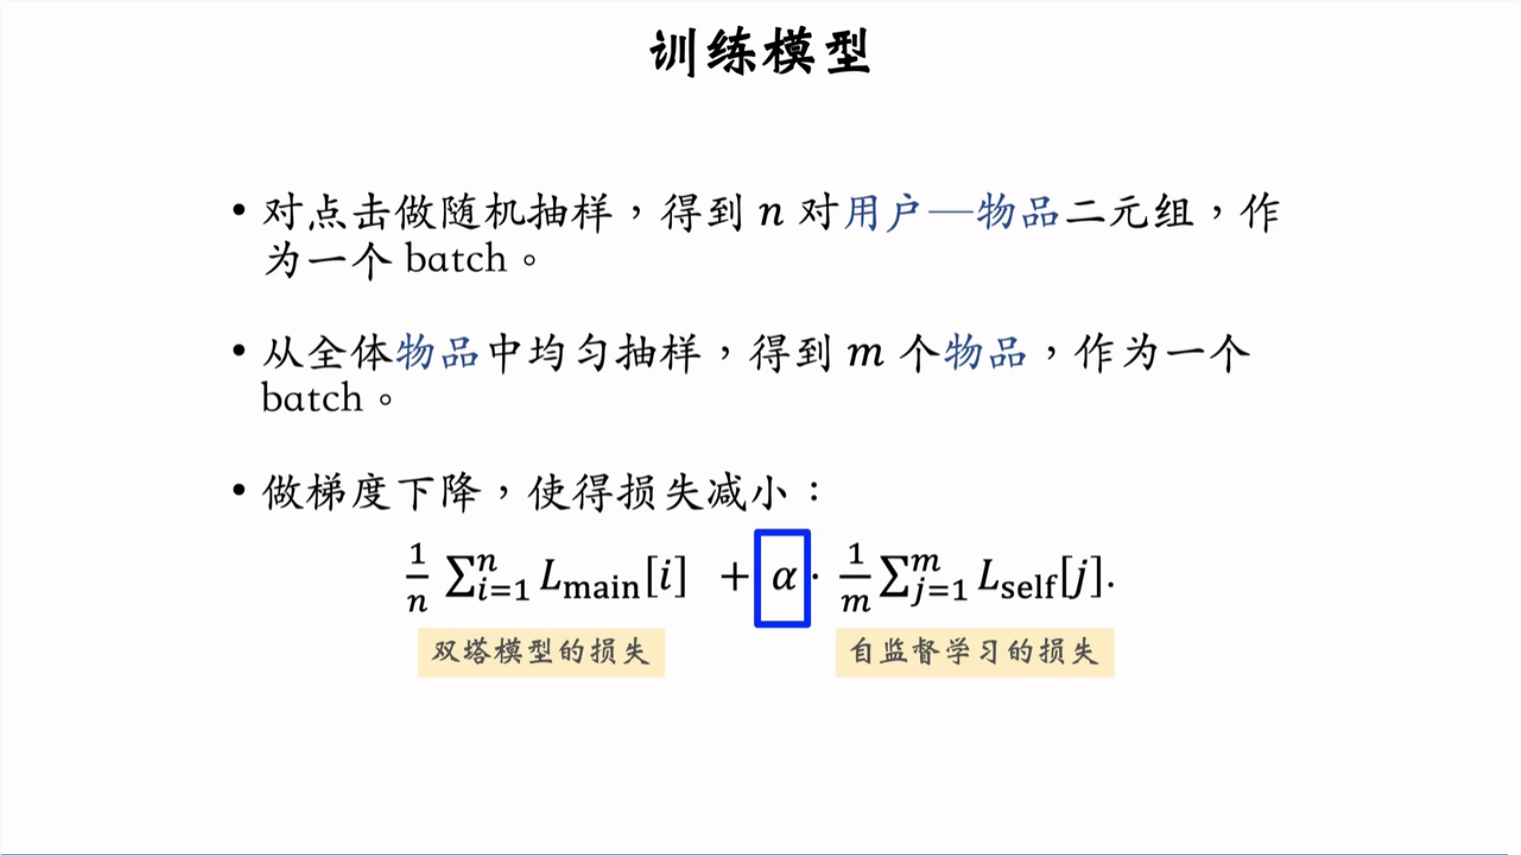 训练模型
• 对点击做随机抽样，得到 n 对用户—物品二元组，作
为一个 batch。
• 从全体物品中均匀抽样，得到 m 个物品，作为一个
batch。
• 做梯度下降，使得损失减小：
$\frac{1}{n} \sum_{i=1}^{n} L_{\text{main}}[i] + \alpha \cdot \frac{1}{m} \sum_{j=1}^{m} L_{\text{self}}[j].$
双塔模型的损失 自监督学习的损失